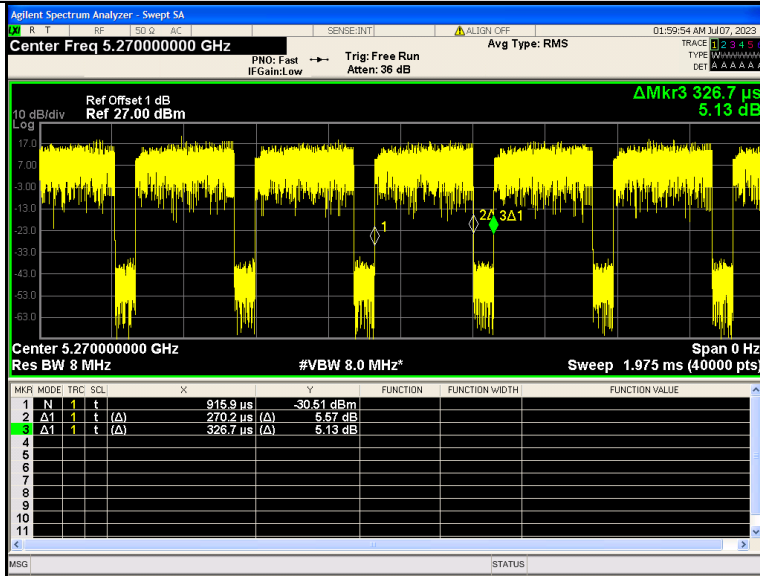 Agilent Spectrum Analyzer - Swept SA
LXI R T RF 50 Ω AC SENSE:INT ALIGN OFF 01:59:54 AM Jul 07, 2023
Center Freq 5.270000000 GHz Avg Type: RMS TRACE 1 2 3 4 5
PNO: Fast Trig: Free Run TYPE
IFGain:Low Atten: 36 dB DET A A A A A
ΔMkr3 326.7 µs
5.13 dB
Ref Offset 1 dB
10 dB/div Ref 27.00 dBm
Log
17.0
7.00
-3.00
-13.0
-23.0
-33.0
-43.0
-53.0
-63.0
1
2Δ 3Δ1
Center 5.270000000 GHz Span 0 Hz
Res BW 8 MHz #VBW 8.0 MHz* Sweep 1.975 ms (40000 pts)
MKR MODE TRC SCL X Y FUNCTION FUNCTION WIDTH FUNCTION VALUE
1 N 1 t 915.9 µs -30.51 dBm
2 Δ1 1 t (Δ) 270.2 µs (Δ) 5.57 dB
3 Δ1 1 t (Δ) 326.7 µs (Δ) 5.13 dB
4
5
6
7
8
9
10
11
MSG STATUS